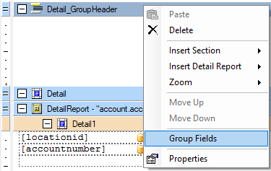 Detail_GroupHeader
Paste
Delete
Insert Section
Insert Detail Report
Zoom
Detail
Move Up
DetailReport - "account.acc
Move Down
Detail1
[locationid]
Group Fields
[accountnumber]
Properties